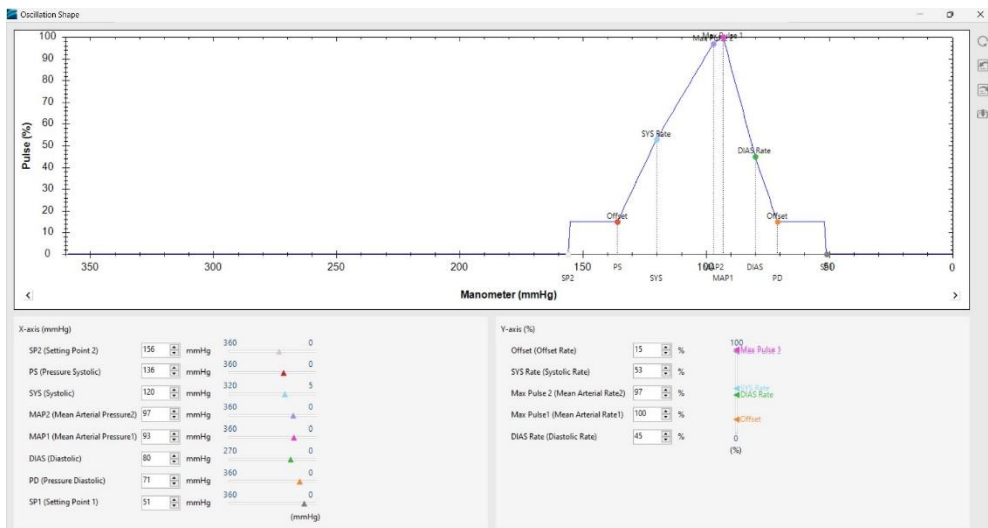 Oscillation Shape
100
90
80
70
60
50
40
30
20
10
0
Pulse (%)
Max Pulse 2
Max Pulse 1
SYS Rate
DIAS Rate
Offset
Offset
350
300
250
200
150
100
50
0
SP2
PS
SYS
MAP2
MAP1
DIAS
PD
Manometer (mmHg)
<
>
X-axis (mmHg)
SP2 (Setting Point 2) 156 mmHg 360 0
PS (Pressure Systolic) 136 mmHg 360 0
SYS (Systolic) 120 mmHg 320 5
MAP2 (Mean Arterial Pressure2) 97 mmHg 360 0
MAP1 (Mean Arterial Pressure1) 93 mmHg 360 0
DIAS (Diastolic) 80 mmHg 270 0
PD (Pressure Diastolic) 71 mmHg 360 0
SP1 (Setting Point 1) 51 mmHg 360 0
(mmHg)
Y-axis (%)
Offset (Offset Rate) 15 %
SYS Rate (Systolic Rate) 53 %
Max Pulse 2 (Mean Arterial Rate2) 97 %
Max Pulse1 (Mean Arterial Rate1) 100 %
DIAS Rate (Diastolic Rate) 45 %
100
SYS Rate
DIAS Rate
Offset
0
(%)